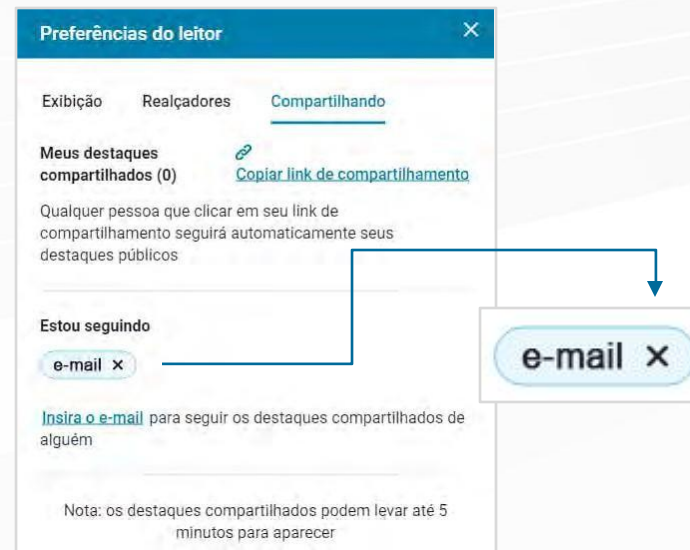 Preferências do leitor ×
Exibição Realçadores Compartilhando
Meus destaques
compartilhados (0)
Copiar link de compartilhamento
Qualquer pessoa que clicar em seu link de
compartilhamento seguirá automaticamente seus
destaques públicos
Estou seguindo
e-mail ×
e-mail ×
Insira o e-mail para seguir os destaques compartilhados de
alguém
Nota: os destaques compartilhados podem levar até 5
minutos para aparecer